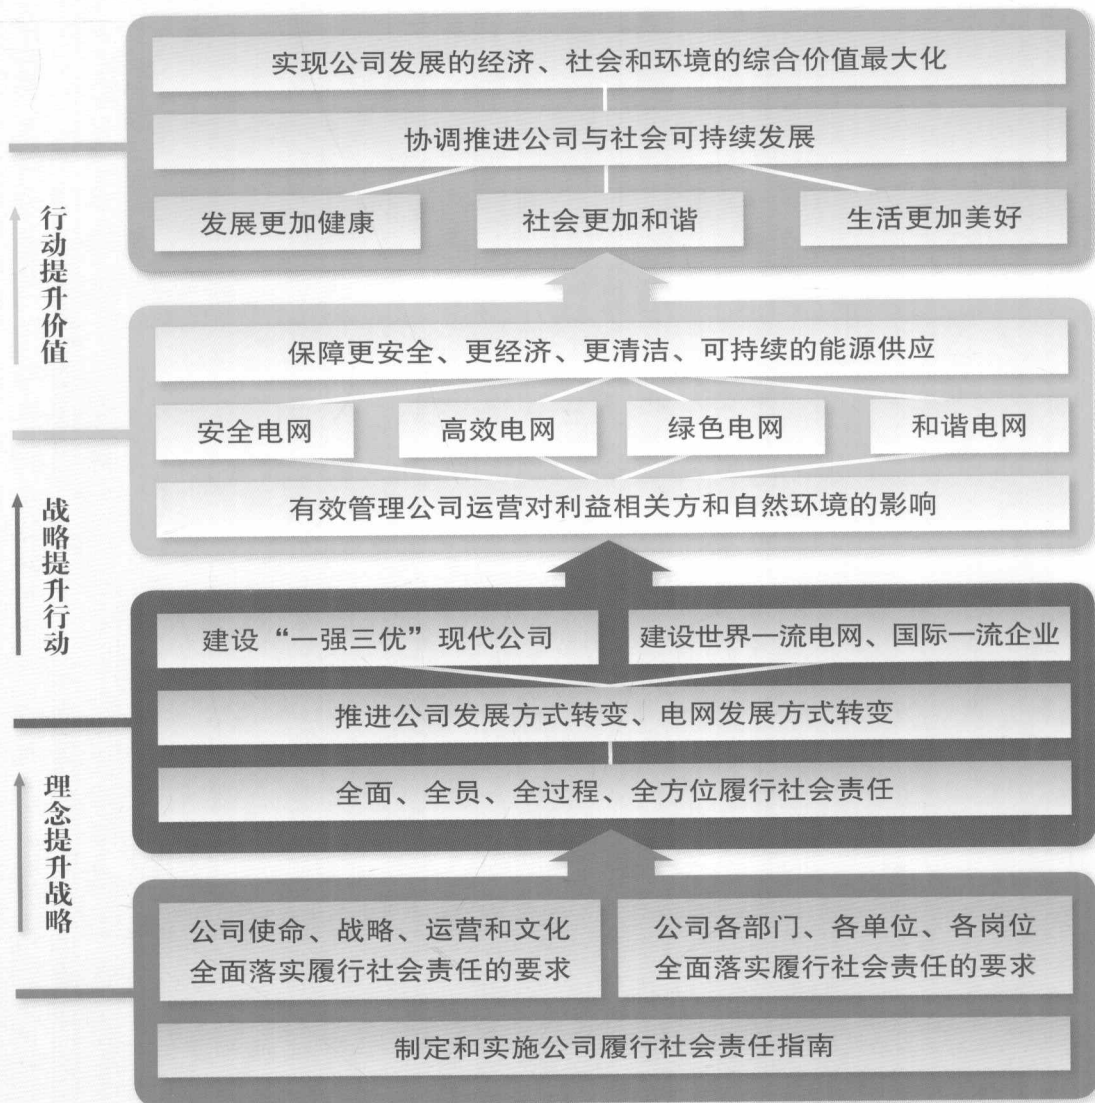 实现公司发展的经济、社会和环境的综合价值最大化
协调推进公司与社会可持续发展
发展更加健康
社会更加和谐
生活更加美好
行动提升价值
保障更安全、更经济、更清洁、可持续的能源供应
安全电网
高效电网
绿色电网
和谐电网
有效管理公司运营对利益相关方和自然环境的影响
战略提升行动
建设“一强三优”现代公司
建设世界一流电网、国际一流企业
推进公司发展方式转变、电网发展方式转变
全面、全员、全过程、全方位履行社会责任
理念提升战略
公司使命、战略、运营和文化
全面落实履行社会责任的要求
公司各部门、各单位、各岗位
全面落实履行社会责任的要求
制定和实施公司履行社会责任指南